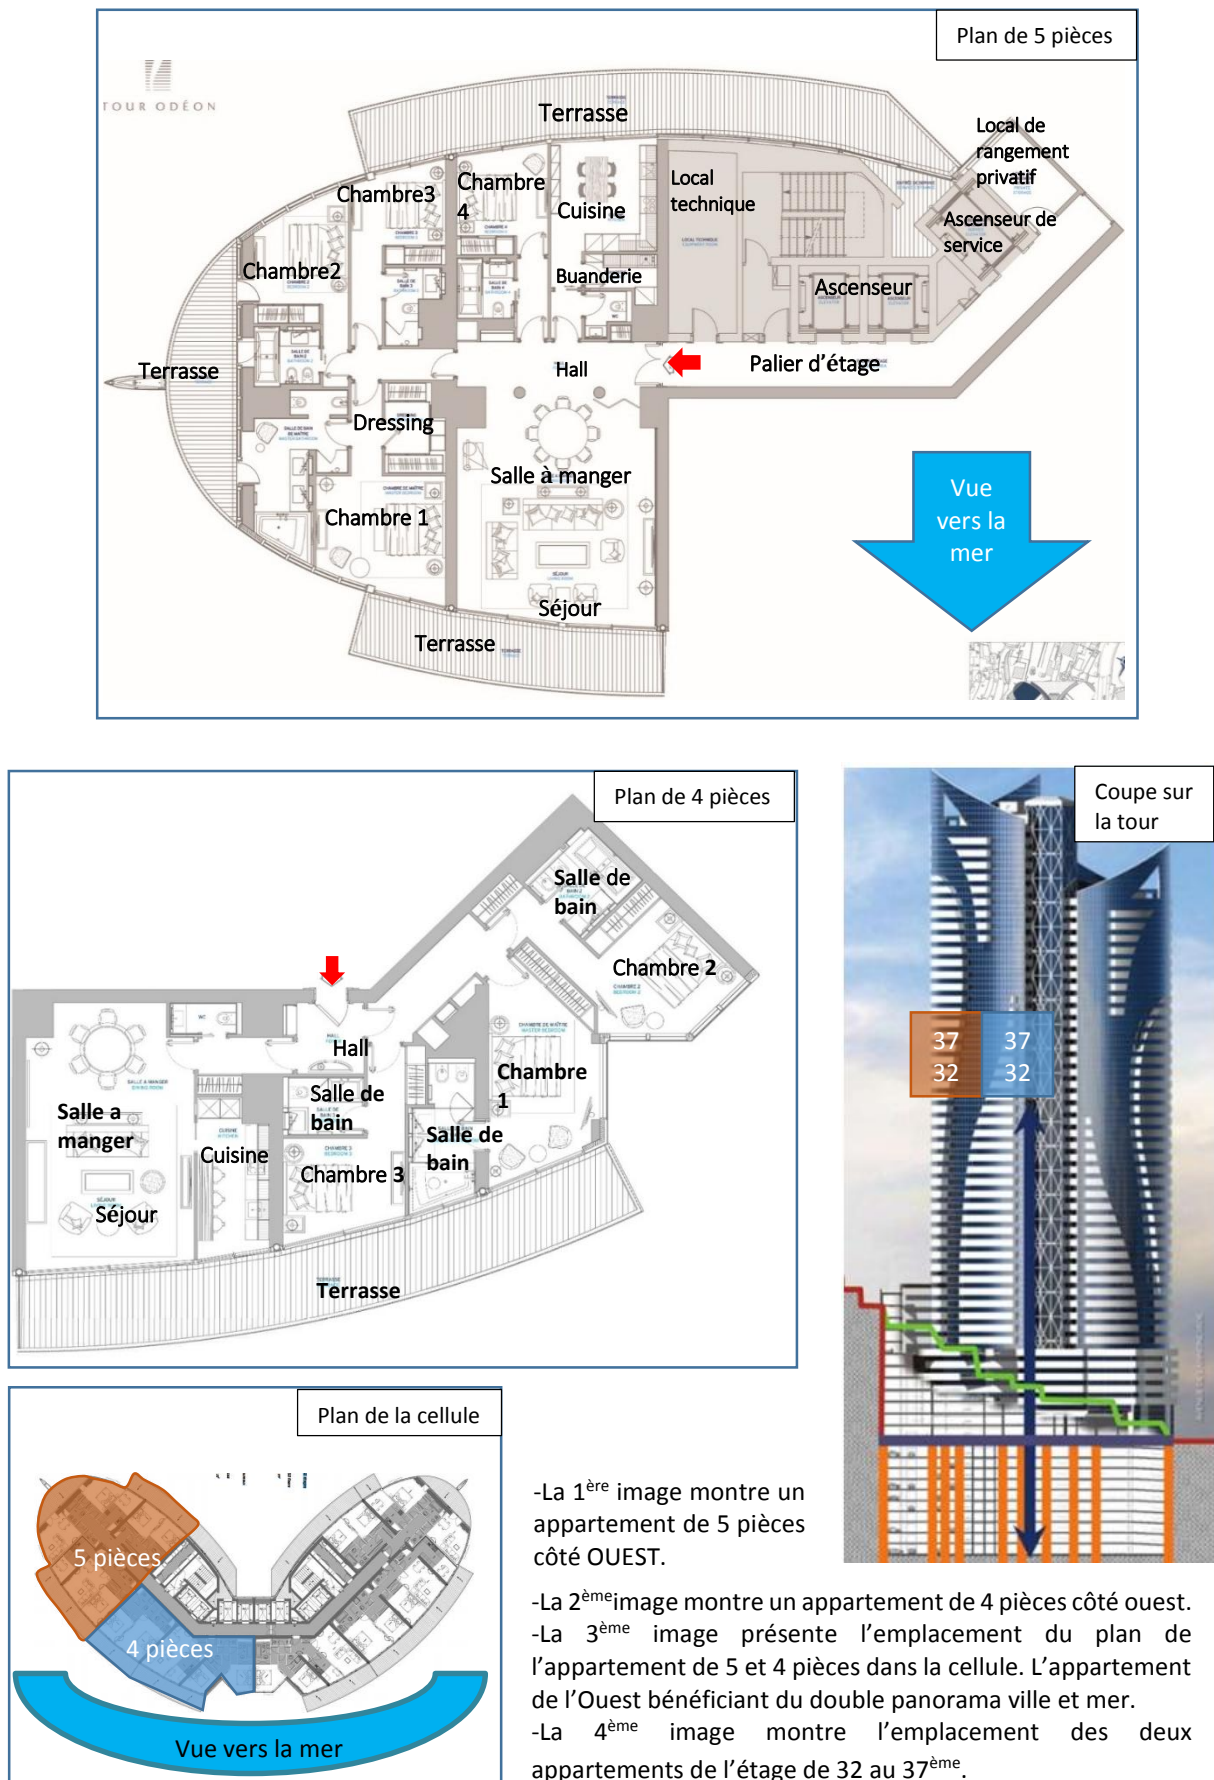 Plan de 5 pièces
TOUR ODÉON
Terrasse
Local de
rangement
privatif
Chambre3
Chambre
4
Cuisine
Local
technique
Ascenseur de
service
Chambre2
Buanderie
Ascenseur
Terrasse
Hall
Palier d'étage
Dressing
Salle à manger
Chambre 1
Vue
vers la
mer
Séjour
Terrasse
Plan de 4 pièces
Salle de
bain
Chambre 2
Hall
Chambre
1
Salle de
bain
Salle a
manger
Salle de
bain
Cuisine
Chambre 3
Séjour
Terrasse
Coupe sur
la tour
37
32
37
32
Plan de la cellule
5 pièces
4 pièces
Vue vers la mer
-La 1ère image montre un
appartement de 5 pièces
côté OUEST.
-La 2èmeimage montre un appartement de 4 pièces côté ouest.
-La 3ème image présente l'emplacement du plan de
l'appartement de 5 et 4 pièces dans la cellule. L'appartement
de l'Ouest bénéficiant du double panorama ville et mer.
-La 4ème image montre l'emplacement des deux
appartements de l'étage de 32 au 37ème.